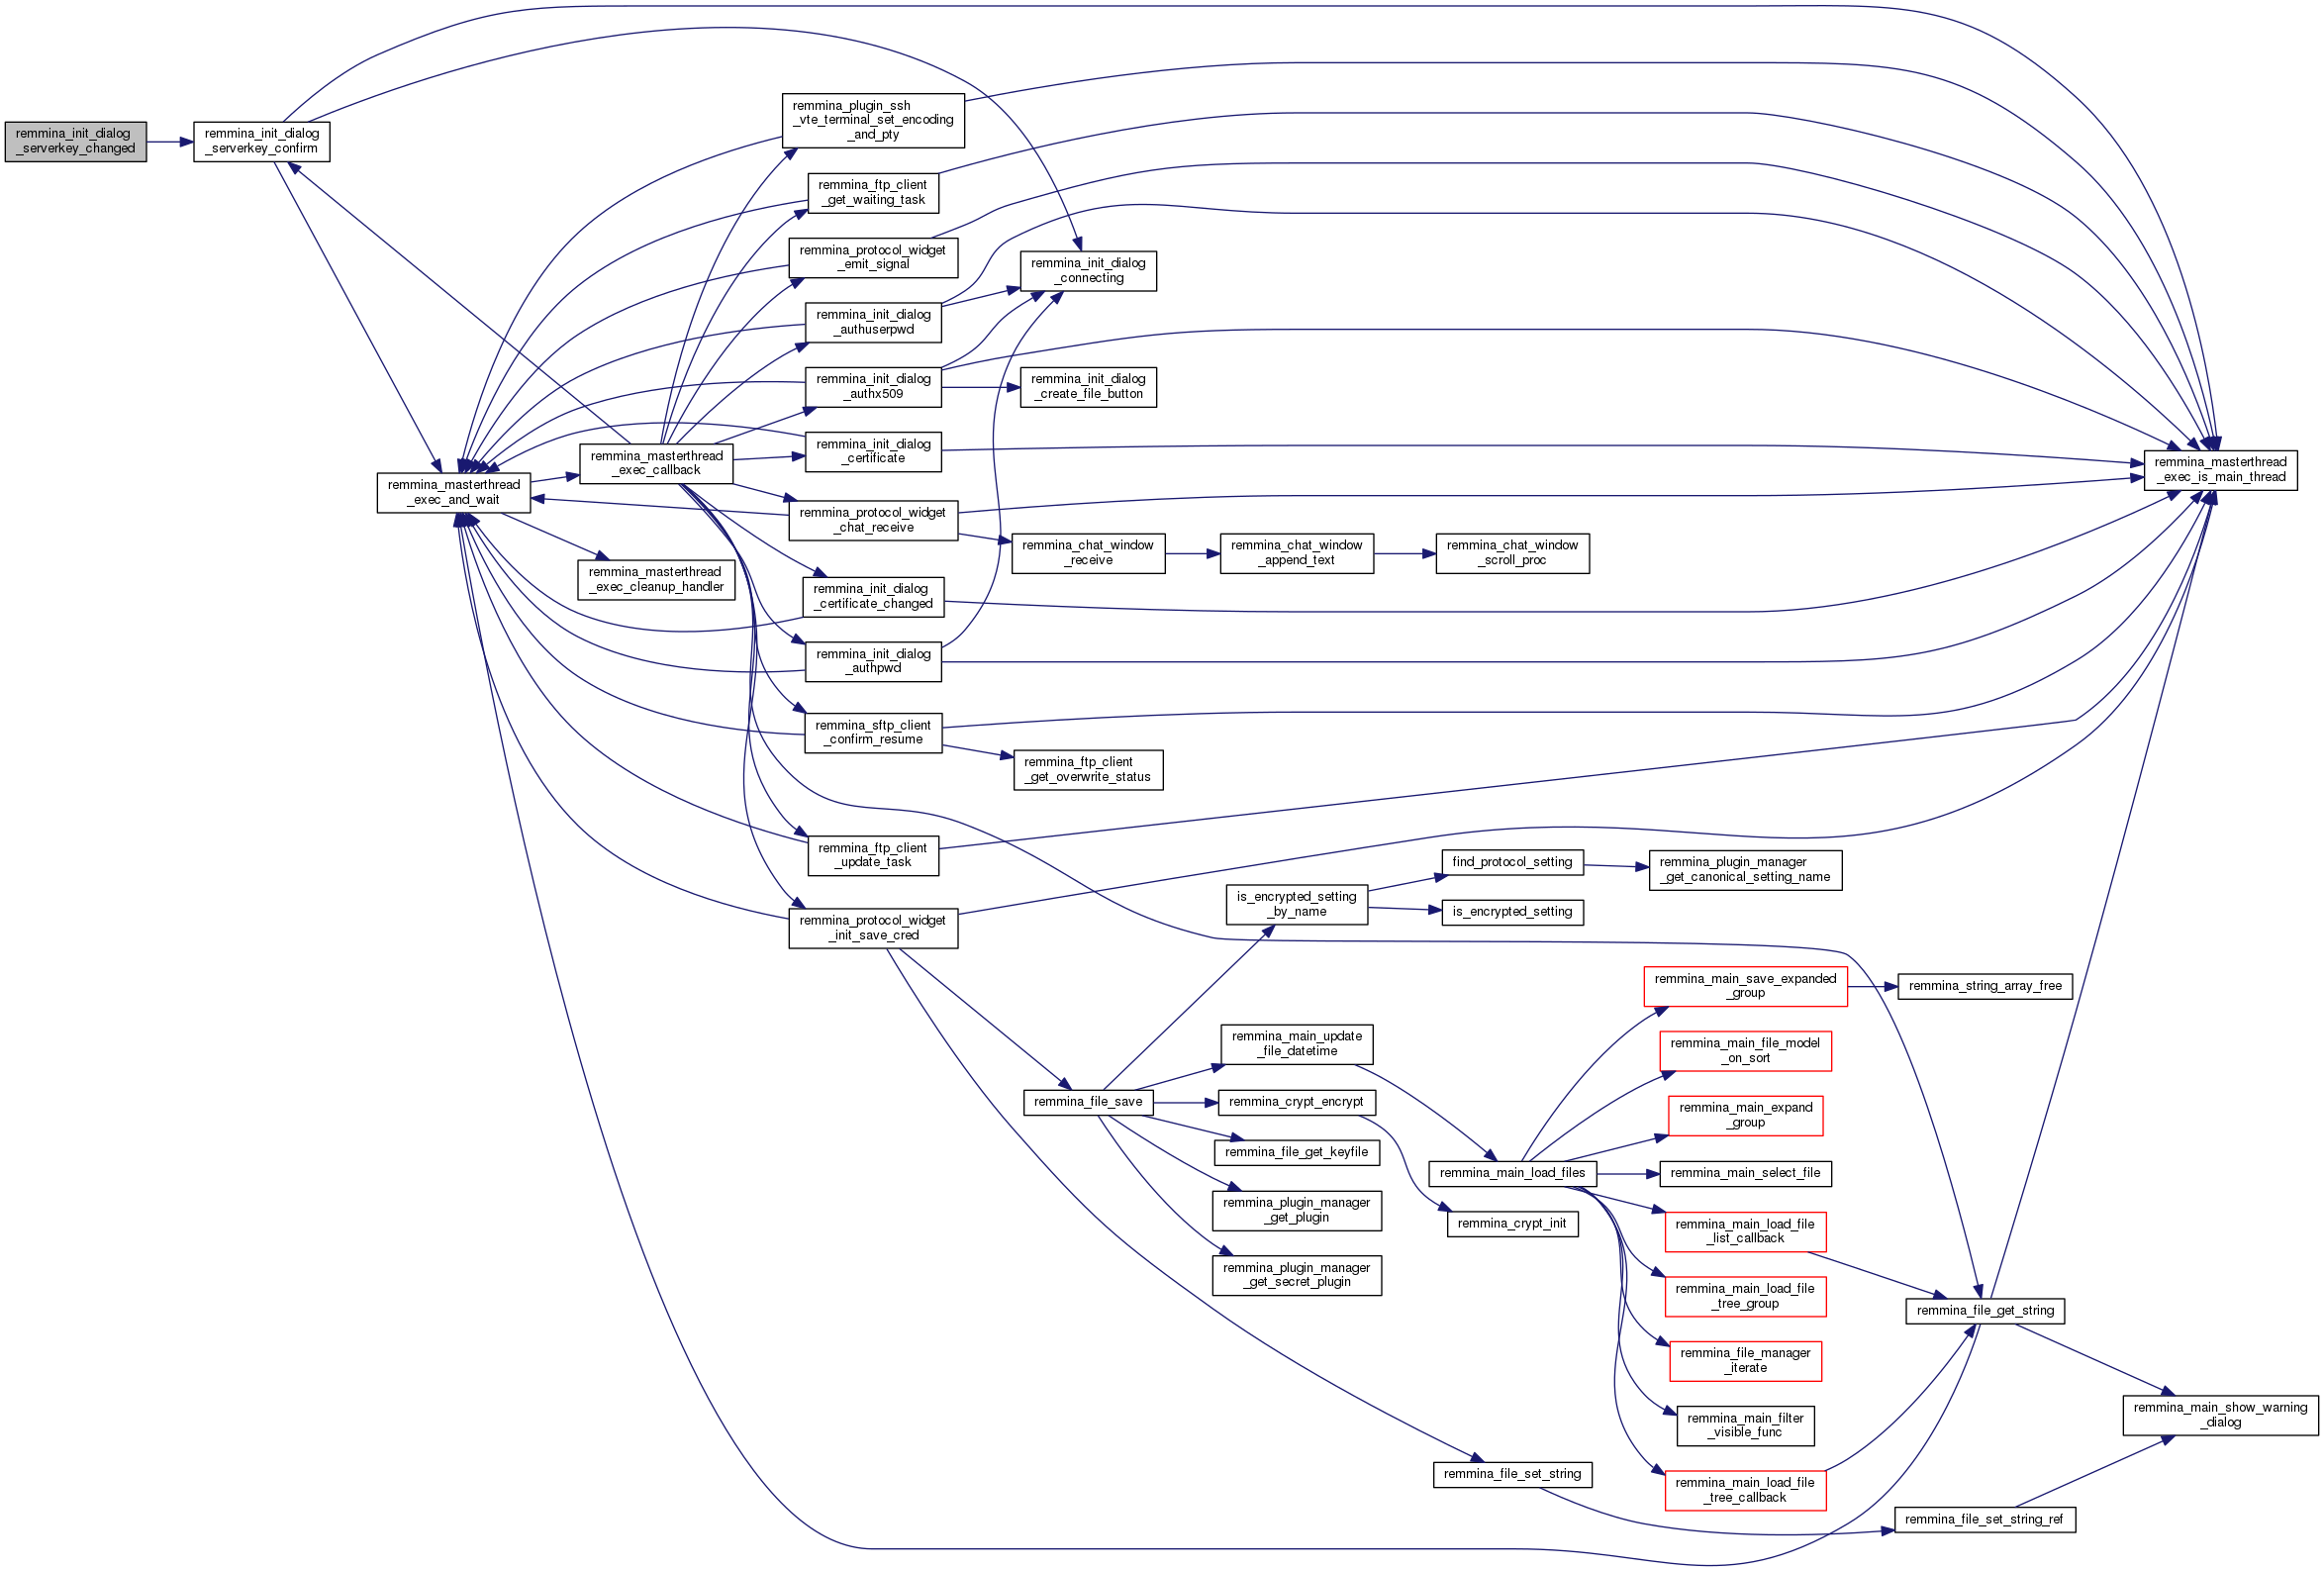 remmina_init_dialog
_serverkey_changed
remmina_init_dialog
_serverkey_confirm
remmina_masterthread
_exec_and_wait
remmina_masterthread
_exec_callback
remmina_masterthread
_exec_cleanup_handler
remmina_plugin_ssh
_vte_terminal_set_encoding
_and_pty
remmina_ftp_client
_get_waiting_task
remmina_protocol_widget
_emit_signal
remmina_init_dialog
_authuserpwd
remmina_init_dialog
_authx509
remmina_init_dialog
_certificate
remmina_protocol_widget
_chat_receive
remmina_init_dialog
_certificate_changed
remmina_init_dialog
_authpwd
remmina_sftp_client
_confirm_resume
remmina_ftp_client
_update_task
remmina_protocol_widget
_init_save_cred
remmina_init_dialog
_connecting
remmina_init_dialog
_create_file_button
remmina_chat_window
_receive
remmina_chat_window
_append_text
remmina_chat_window
_scroll_proc
remmina_ftp_client
_get_overwrite_status
remmina_masterthread
_exec_is_main_thread
remmina_file_save
is_encrypted_setting
_by_name
find_protocol_setting
remmina_plugin_manager
_get_canonical_setting_name
is_encrypted_setting
remmina_main_update
_file_datetime
remmina_crypt_encrypt
remmina_file_get_keyfile
remmina_plugin_manager
_get_plugin
remmina_plugin_manager
_get_secret_plugin
remmina_main_load_files
remmina_crypt_init
remmina_file_set_string
remmina_main_save_expanded
_group
remmina_string_array_free
remmina_main_file_model
_on_sort
remmina_main_expand
_group
remmina_main_select_file
remmina_main_load_file
_list_callback
remmina_main_load_file
_tree_group
remmina_file_manager
_iterate
remmina_main_filter
_visible_func
remmina_main_load_file
_tree_callback
remmina_file_get_string
remmina_main_show_warning
_dialog
remmina_file_set_string_ref